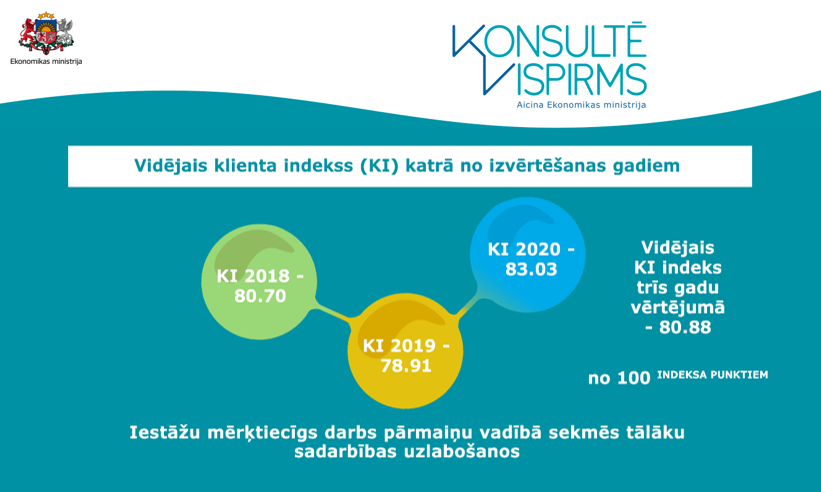 Ekonomikas ministrija
KONSULTĒ
VISPIRMS
Aicina Ekonomikas ministrija
Vidējais klienta indekss (KI) katrā no izvērtēšanas gadiem
KI 2018 -
80.70
KI 2019 -
78.91
KI 2020 -
83.03
Vidējais
KI indeks
trīs gadu
vērtējumā
- 80.88
no 100 INDEKSA PUNKTIEM
Iestāžu mērķtiecīgs darbs pārmaiņu vadībā sekmēs tālāku
sadarbības uzlabošanos